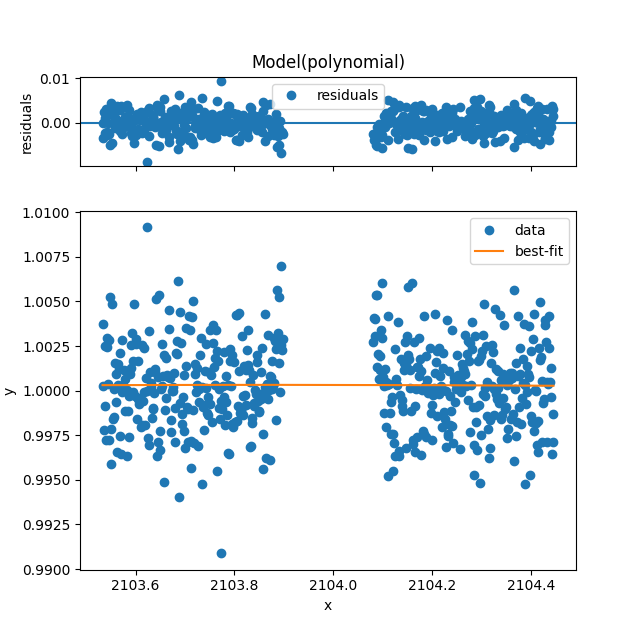 Model(polynomial)
0.01
0.00
residuals
residuals
1.0100
1.0075
1.0050
1.0025
1.0000
0.9975
0.9950
0.9925
0.9900
y
data
best-fit
2103.6 2103.8 2104.0 2104.2 2104.4
x